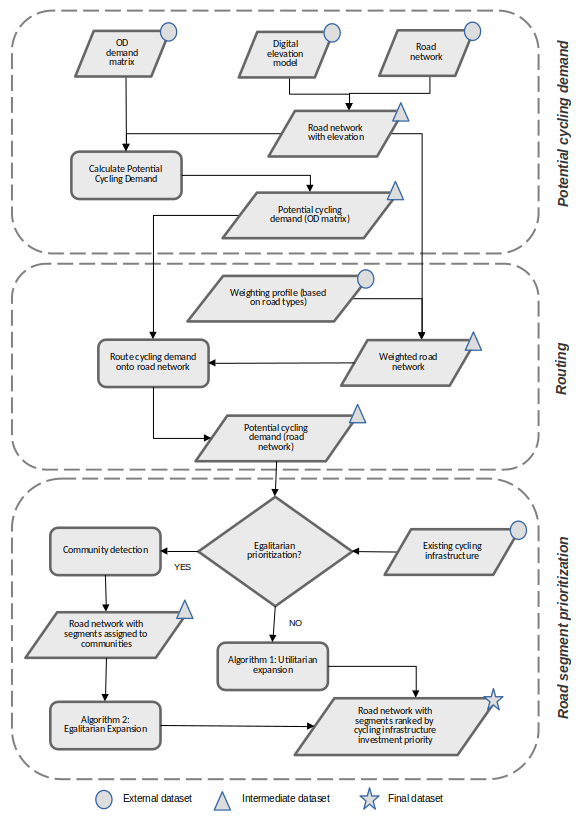 OD
demand
matrix
Digital
elevation
model
Road
network
Road network
with elevation
Calculate Potential
Cycling Demand
Potential cycling
demand (OD matrix)
Potential cycling demand
Weighting profile (based
on road types)
Route cycling demand
onto road network
Weighted road
network
Potential cycling
demand (road
network)
Routing
Egalitarian
prioritization?
Existing cycling
infrastructure
Community detection
YES
NO
Road network with
segments assigned to
communities
Algorithm 1: Utilitarian
expansion
Algorithm 2:
Egalitarian Expansion
Road network with
segments ranked by
cycling infrastructure
investment priority
Road segment prioritization
External dataset
Intermediate dataset
Final dataset